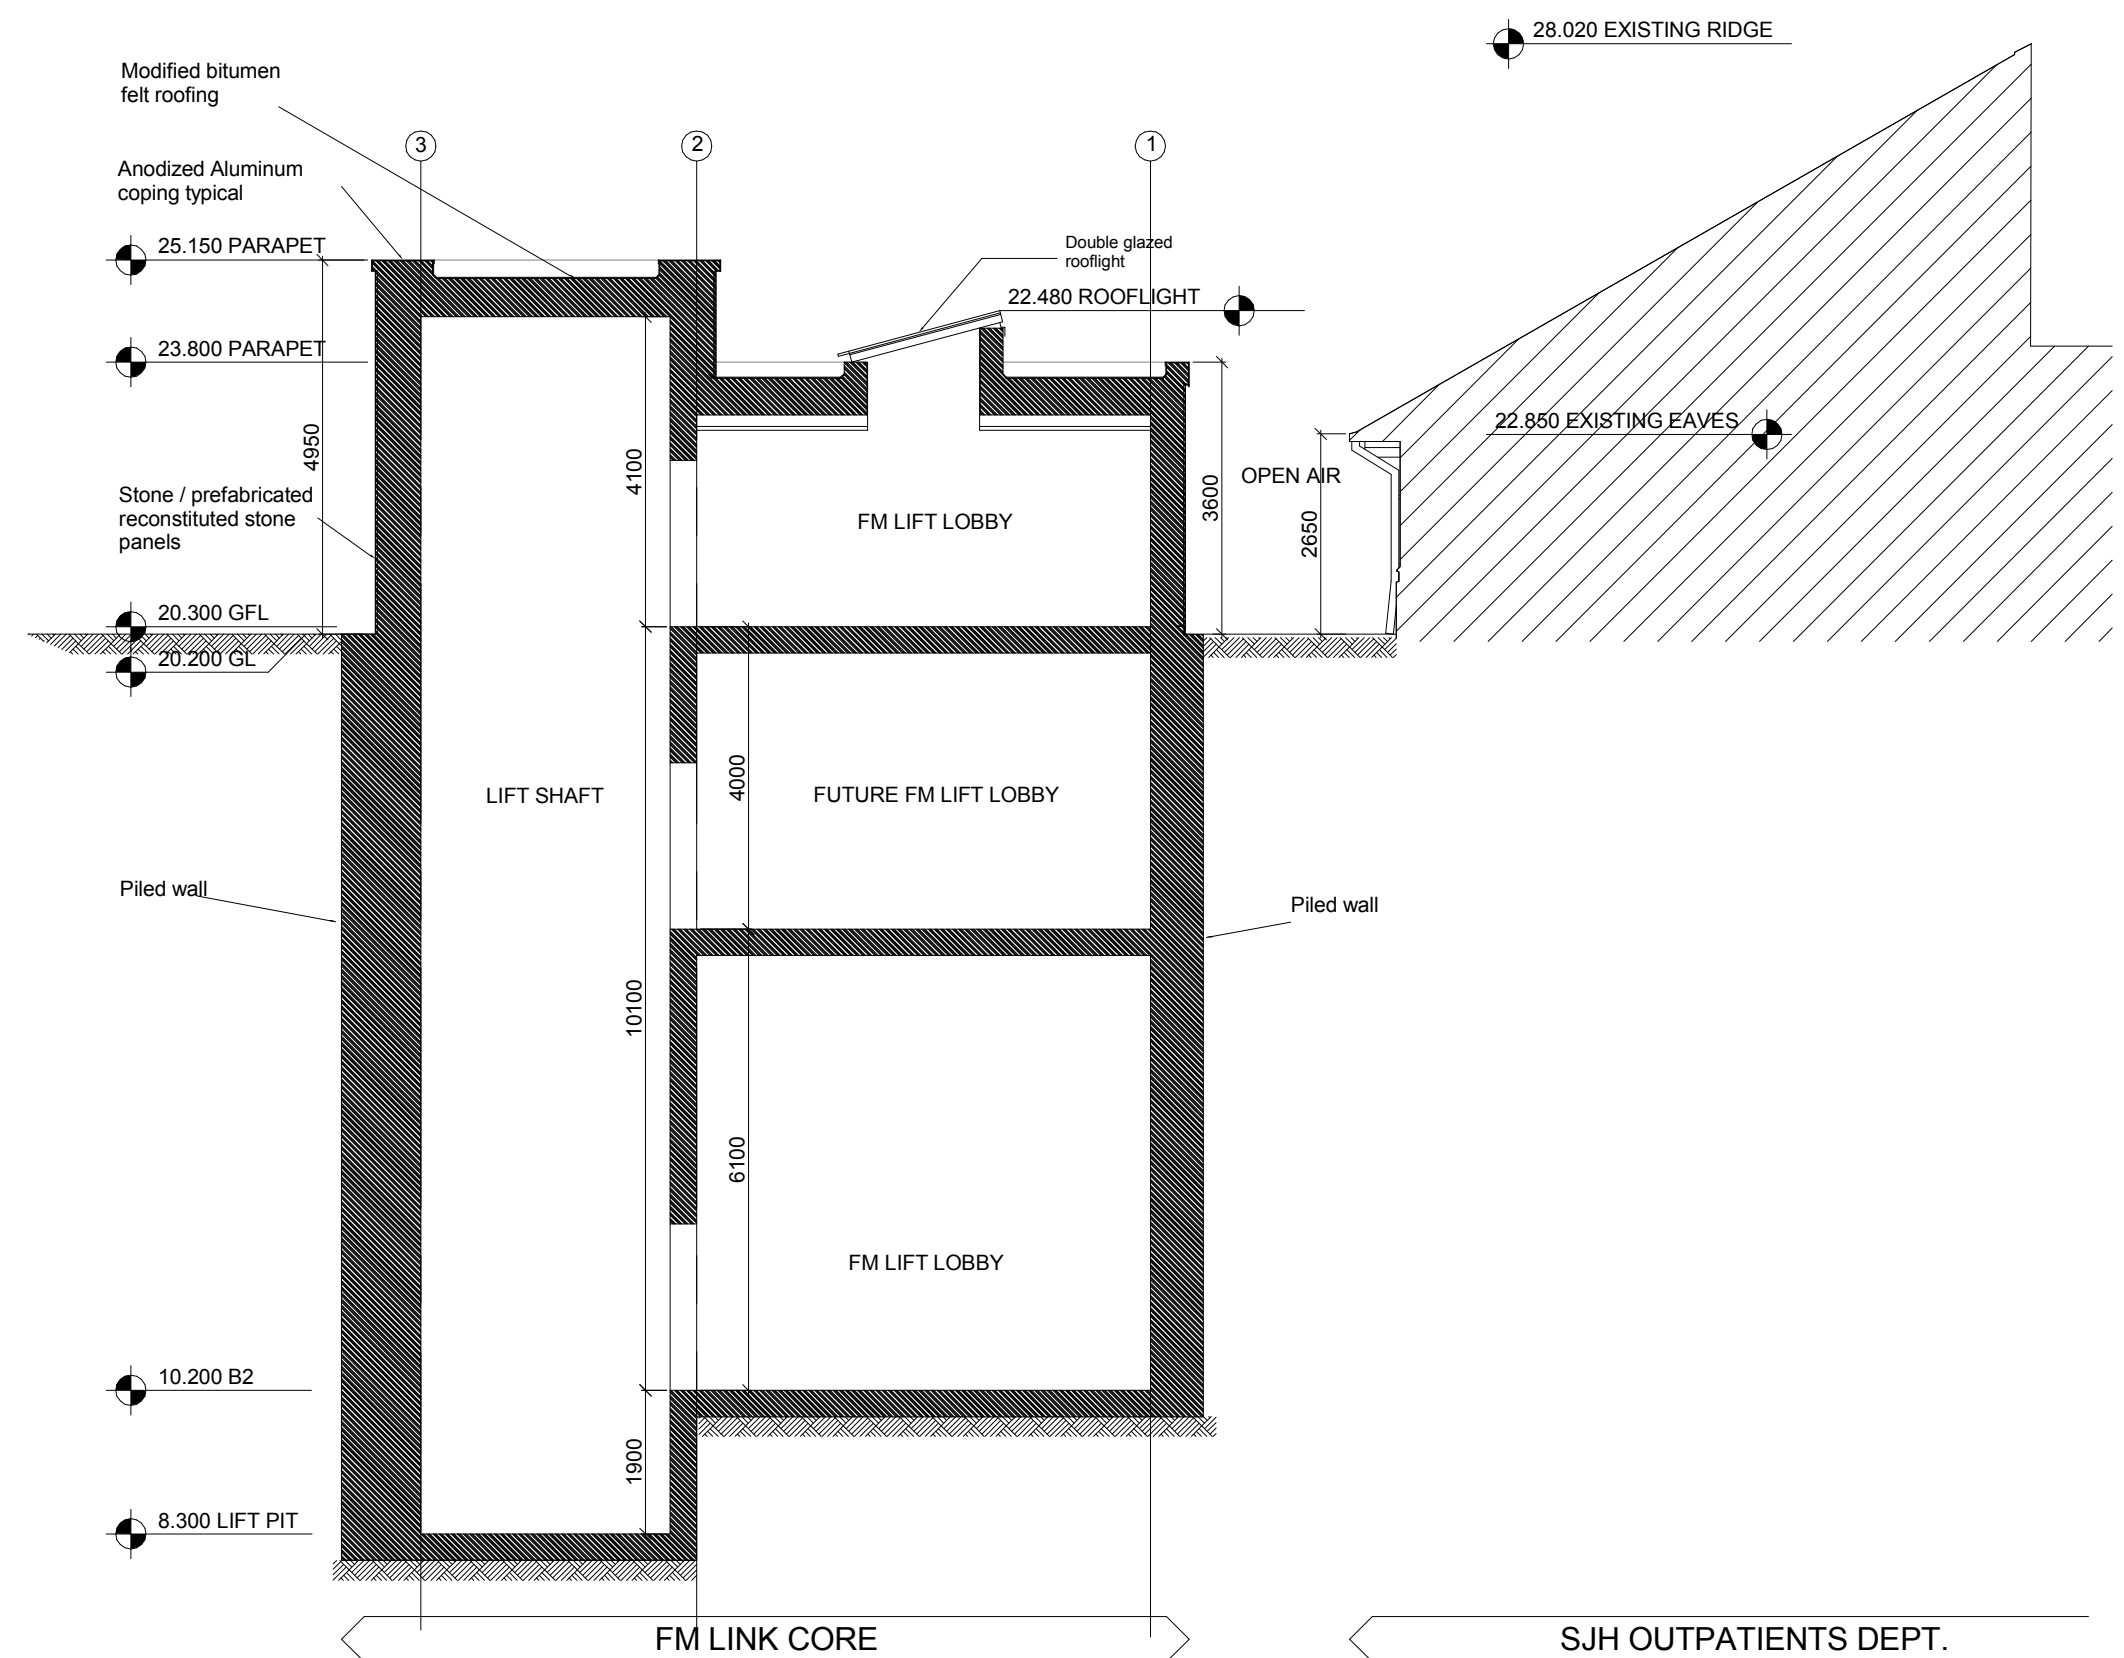 28.020 EXISTING RIDGE
Modified bitumen
felt roofing
3
2
1
Anodized Aluminum
coping typical
25.150 PARAPET
Double glazed
rooflight
22.480 ROOFLIGHT
23.800 PARAPET
22.850 EXISTING EAVES
4950
4100
3600
OPEN AIR
2650
Stone / prefabricated
reconstituted stone
panels
FM LIFT LOBBY
20.300 GFL
20.200 GL
LIFT SHAFT
4000
FUTURE FM LIFT LOBBY
Piled wall
Piled wall
10100
6100
FM LIFT LOBBY
10.200 B2
1900
8.300 LIFT PIT
FM LINK CORE
SJH OUTPATIENTS DEPT.